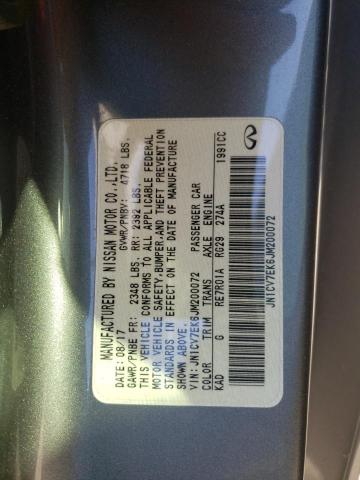 MANUFACTURED BY NISSAN MOTOR CO.,LTD.
DATE: 08/17 GVWR/PNBV: 4718 LBS.
GAWR/PNBE FR: 2348 LBS. RR: 2392 LBS.
THIS VEHICLE CONFORMS TO ALL APPLICABLE FEDERAL
MOTOR VEHICLE SAFETY,BUMPER,AND THEFT PREVENTION
STANDARDS IN EFFECT ON THE DATE OF MANUFACTURE
SHOWN ABOVE.
VIN:JN1CV7EK6JM200072 PASSENGER CAR
COLOR TRIM TRANS AXLE ENGINE
KAD G RE7R01A RG29 274A 1991CC
JN1CV7EK6JM200072